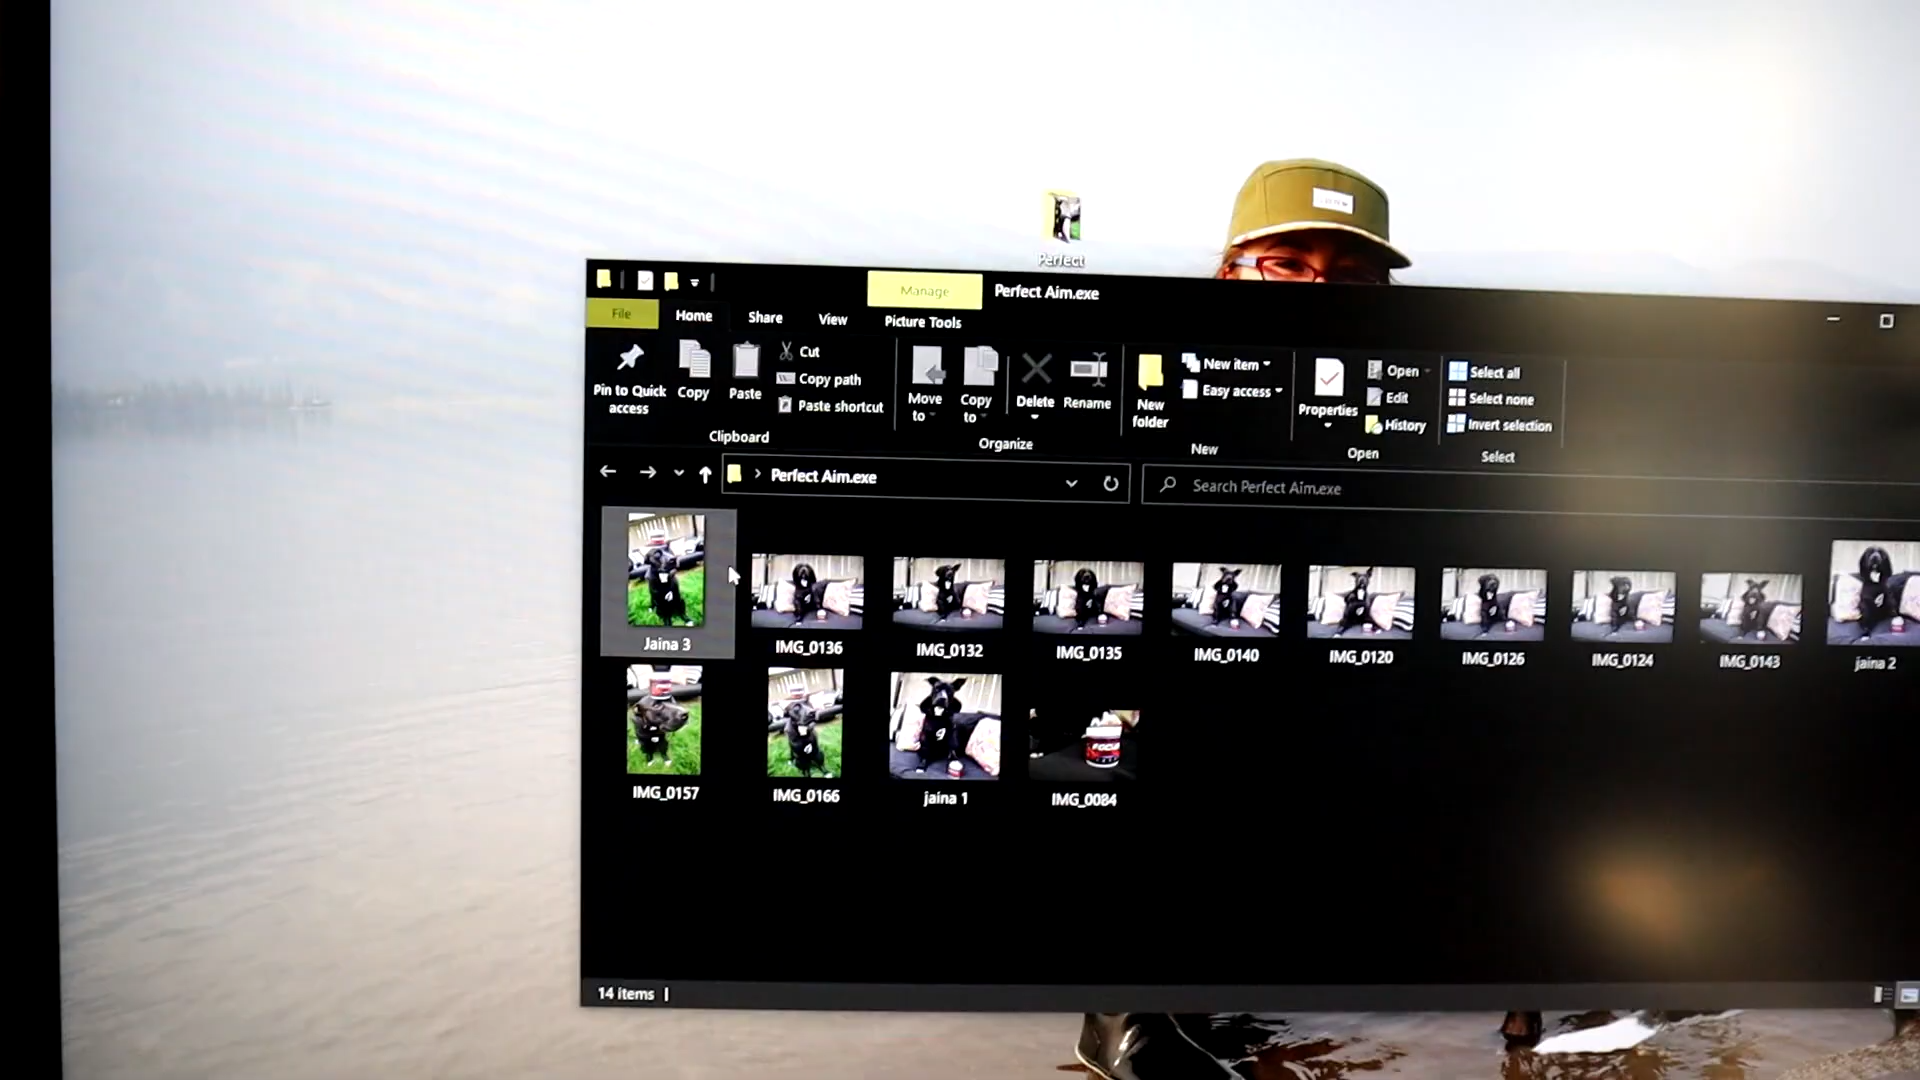 Perfect
Manage
Perfect Aim.exe
File
Home
Share
View
Picture Tools
Pin to Quick
access
Copy
Paste
Cut
Copy path
Paste shortcut
Clipboard
Move
to
Copy
to
Delete
Rename
Organize
New
folder
New item
Easy access
New
Properties
Open
Edit
History
Open
Select all
Select none
Invert selection
Select
Perfect Aim.exe
Search Perfect Aim.exe
Jaina 3
IMG_0136
IMG_0132
IMG_0135
IMG_0140
IMG_0120
IMG_0126
IMG_0124
IMG_0143
jaina 2
IMG_0157
IMG_0166
jaina 1
FOCUS
IMG_0084
14 items